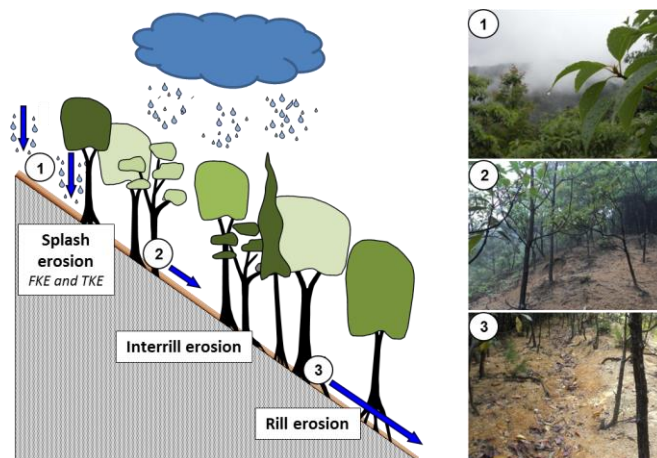 1
Splash
erosion
FKE and TKE
2
Interrill erosion
3
Rill erosion
1
2
3